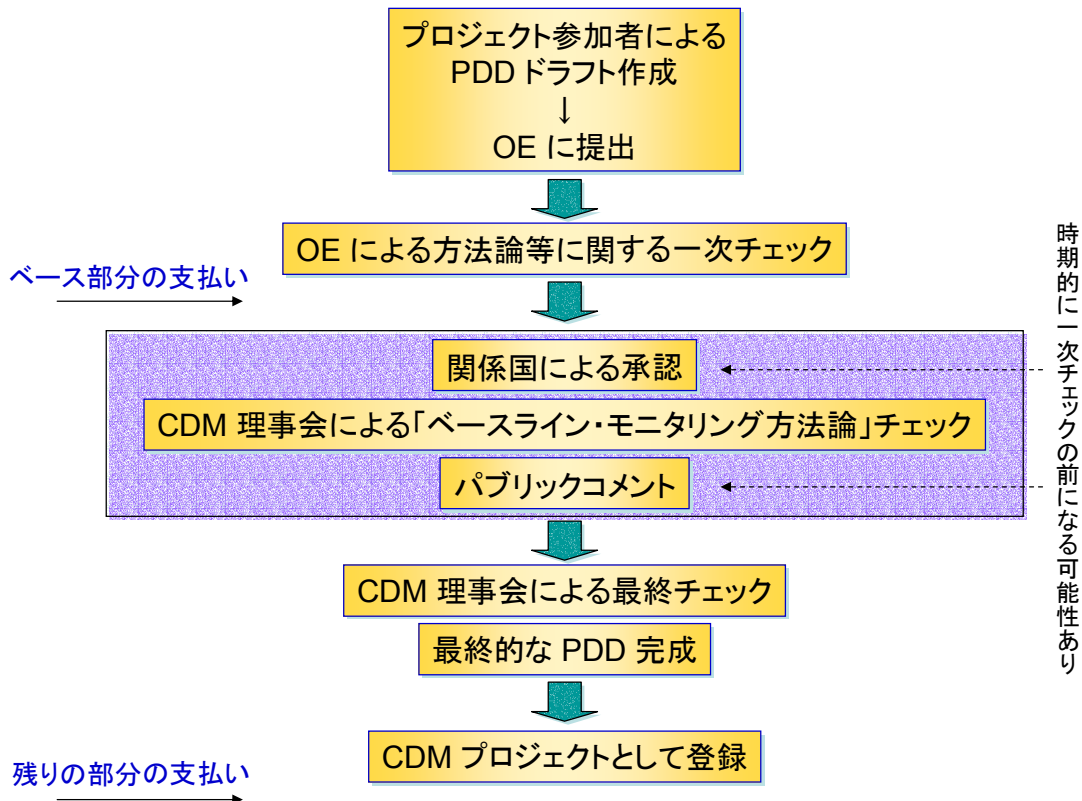 プロジェクト参加者による
PDD ドラフト作成
↓
OE に提出
OE による方法論等に関する一次チェック
ベース部分の支払い
関係国による承認
CDM 理事会による「ベースライン・モニタリング方法論」チェック
パブリックコメント
時期的に一次チェックの前になる可能性あり
CDM 理事会による最終チェック
最終的な PDD 完成
CDM プロジェクトとして登録
残りの部分の支払い